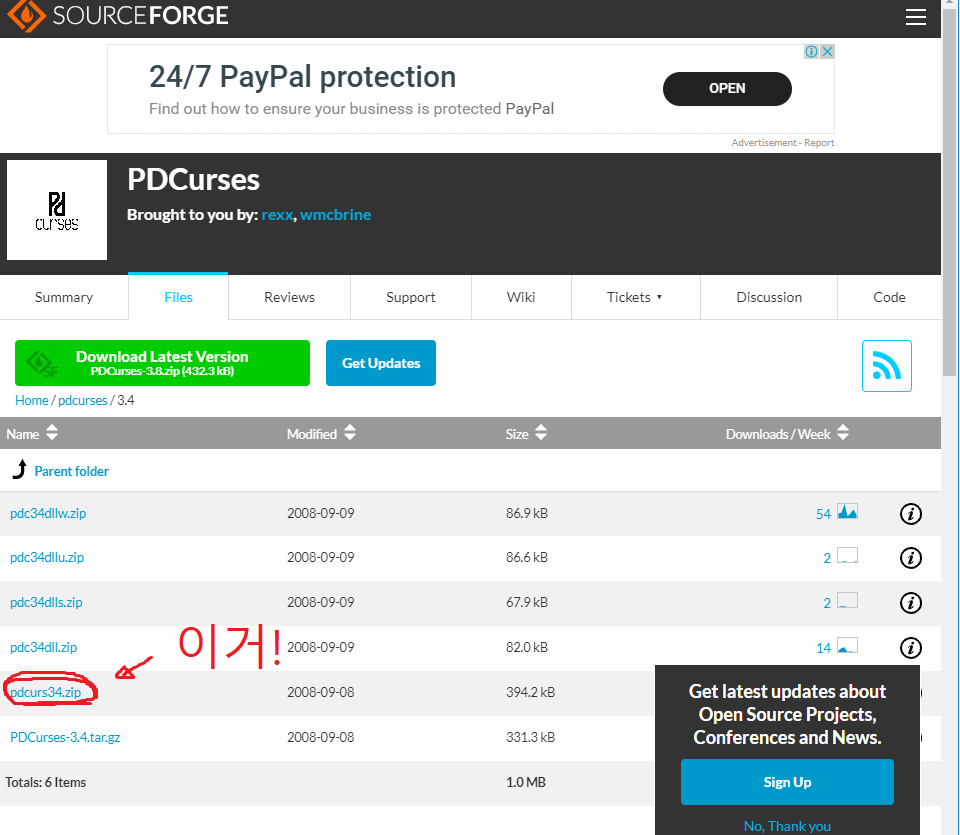 SOURCEFORGE
24/7 PayPal protection
Find out how to ensure your business is protected PayPal
OPEN
Advertisement - Report
Pd
curses
PDCurses
Brought to you by: rexx, wmcbrine
Summary Files Reviews Support Wiki Tickets Discussion Code
Download Latest Version
PDCurses-3.8.zip (432.3 kB)
Get Updates
Home / pdcurses / 3.4
Name Modified Size Downloads / Week
Parent folder
pdc34dllw.zip 2008-09-09 86.9 kB 54
pdc34dllu.zip 2008-09-09 86.6 kB 2
pdc34dlls.zip 2008-09-09 67.9 kB 2
pdc34dll.zip 2008-09-09 82.0 kB 14
이거!
pdcurs34.zip 2008-09-08 394.2 kB
PDCurses-3.4.tar.gz 2008-09-08 331.3 kB
Totals: 6 Items 1.0 MB
Get latest updates about
Open Source Projects,
Conferences and News.
Sign Up
No, Thank you